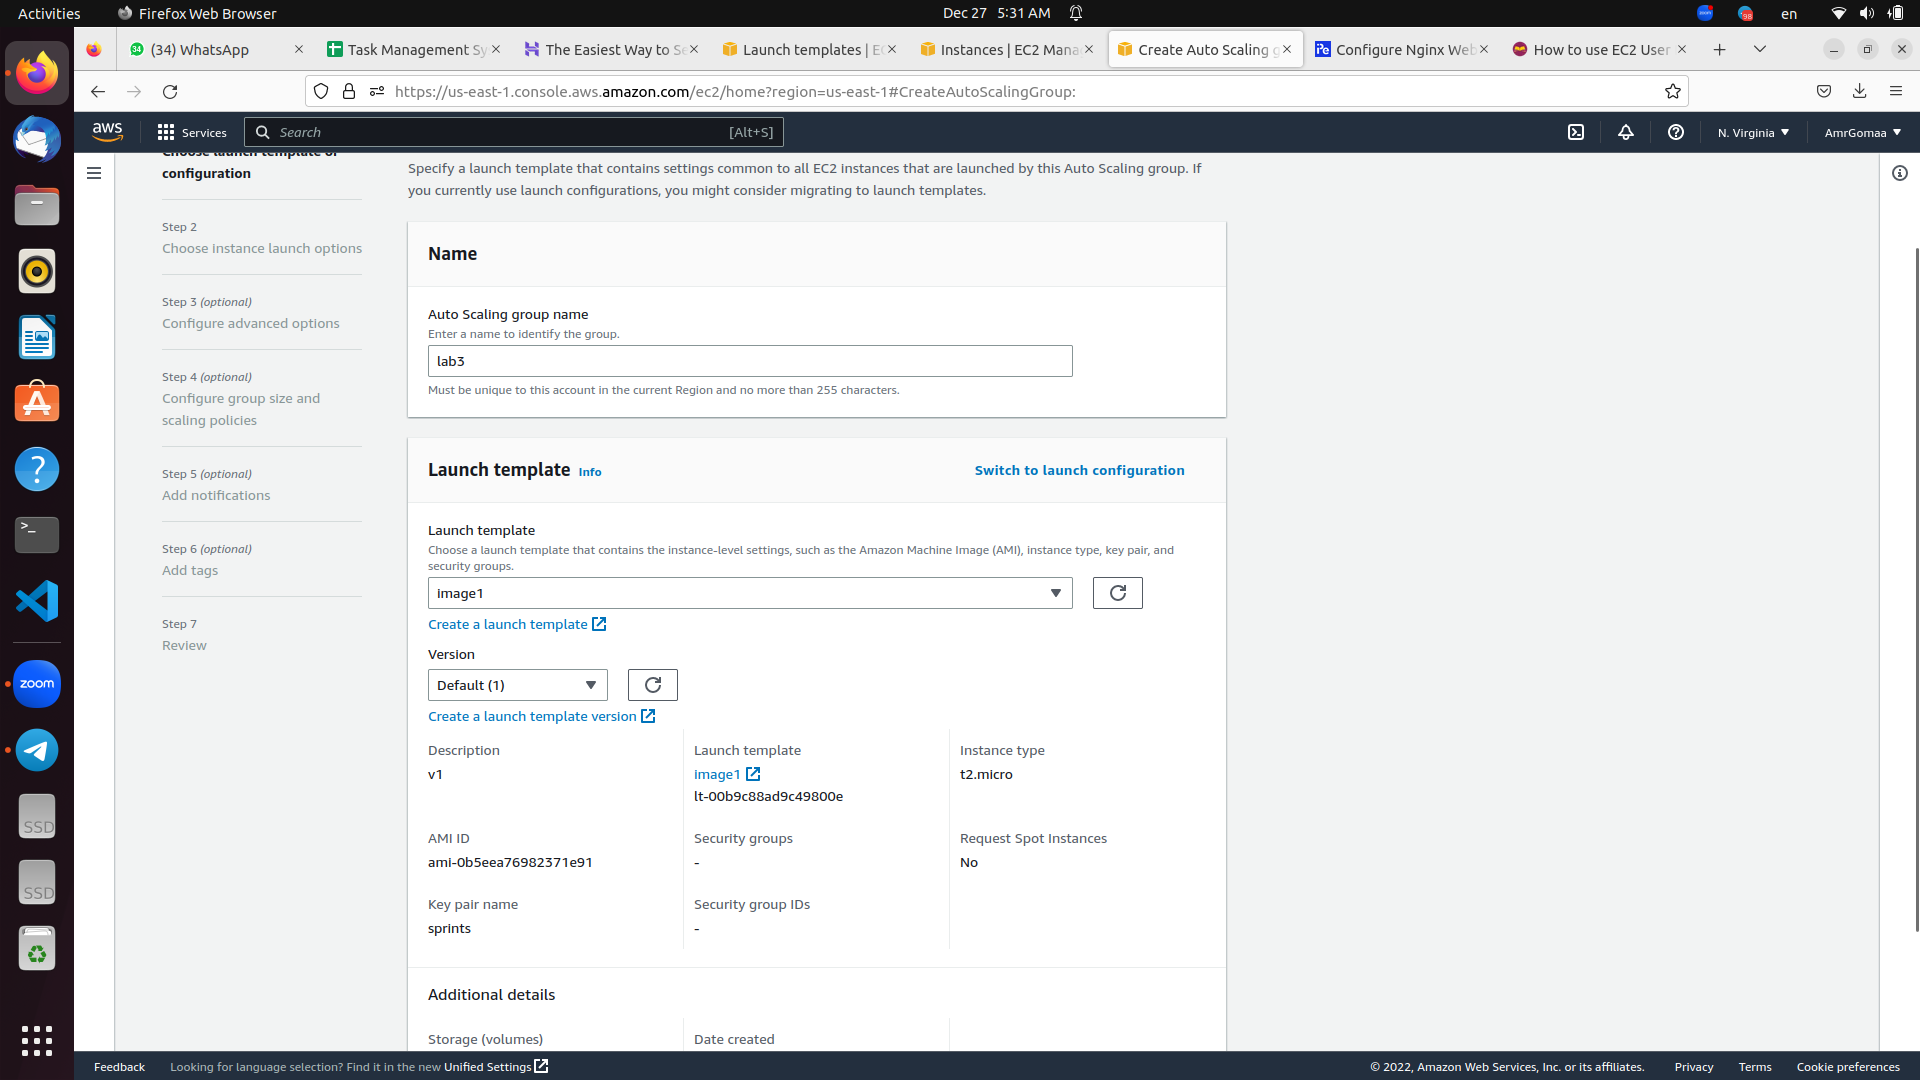 Activities
Firefox Web Browser
Dec 27 5:31 AM
zoom
98
en
34
(34) WhatsApp
Task Management Sy
The Easiest Way to Se
Launch templates | EC
Instances | EC2 Mana
Create Auto Scaling g
Configure Nginx Web
How to use EC2 User
https://us-east-1.console.aws.amazon.com/ec2/home?region=us-east-1#CreateAutoScalingGroup:
aws
Services
Search
[Alt+S]
N. Virginia
AmrGomaa
Choose launch template or
configuration
Step 2
Choose instance launch options
Step 3 (optional)
Configure advanced options
Step 4 (optional)
Configure group size and
scaling policies
Step 5 (optional)
Add notifications
Step 6 (optional)
Add tags
Step 7
Review
Specify a launch template that contains settings common to all EC2 instances that are launched by this Auto Scaling group. If
you currently use launch configurations, you might consider migrating to launch templates.
Name
Auto Scaling group name
Enter a name to identify the group.
lab3
Must be unique to this account in the current Region and no more than 255 characters.
Launch template Info
Switch to launch configuration
Launch template
Choose a launch template that contains the instance-level settings, such as the Amazon Machine Image (AMI), instance type, key pair, and
security groups.
image1
Create a launch template
Version
Default (1)
Create a launch template version
Description
v1
Launch template
image1
lt-00b9c88ad9c49800e
Instance type
t2.micro
AMI ID
ami-0b5eea76982371e91
Security groups
-
Request Spot Instances
No
Key pair name
sprints
Security group IDs
-
Additional details
Storage (volumes)
Date created
zoom
SSD
SSD
Feedback
Looking for language selection? Find it in the new Unified Settings
© 2022, Amazon Web Services, Inc. or its affiliates.
Privacy
Terms
Cookie preferences